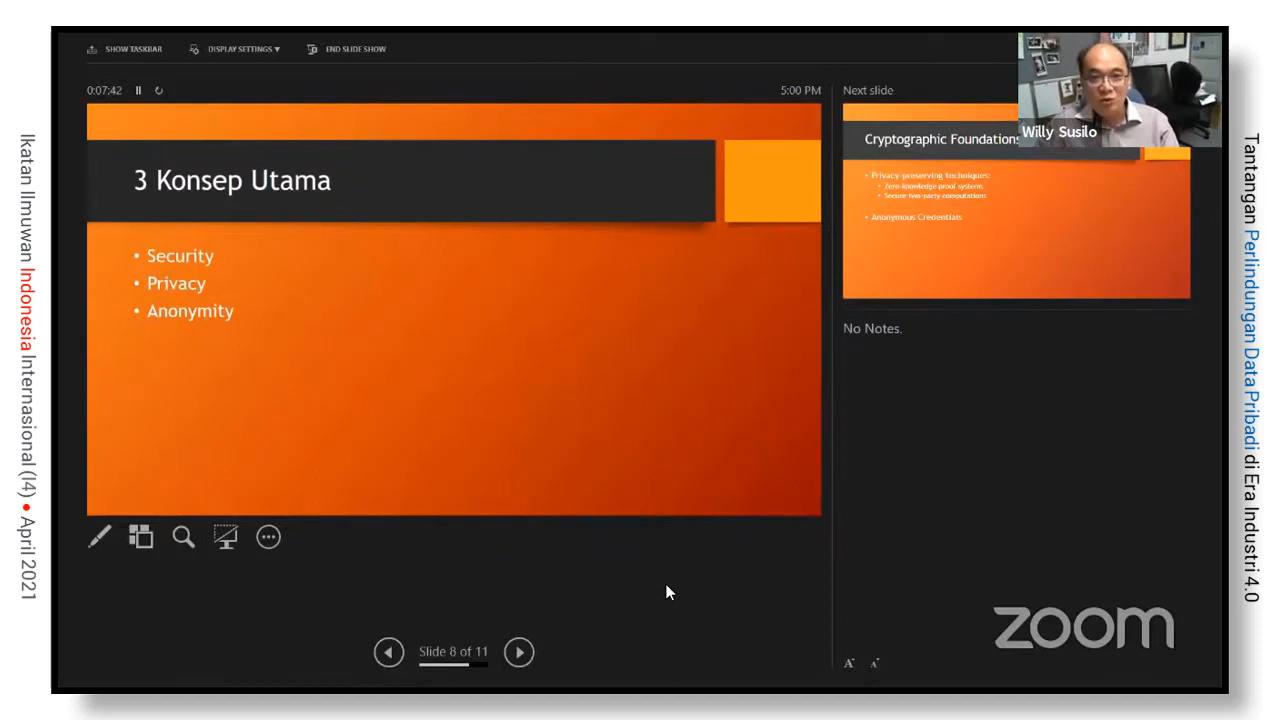 SHOW TASKBAR
DISPLAY SETTINGS ▼
END SLIDE SHOW
0:07:42
5:00 PM
3 Konsep Utama
• Security
• Privacy
• Anonymity
Slide 8 of 11
Next slide
Cryptographic Foundations
• Privacy-preserving techniques:
• Zero-knowledge proof systems
• Secure two-party computations
• Anonymous Credentials
Willy Susilo
No Notes.
A A
zoom
Ikatan Ilmuwan Indonesia Internasional (I4) • April 2021
Tantangan Perlindungan Data Pribadi di Era Industri 4.0